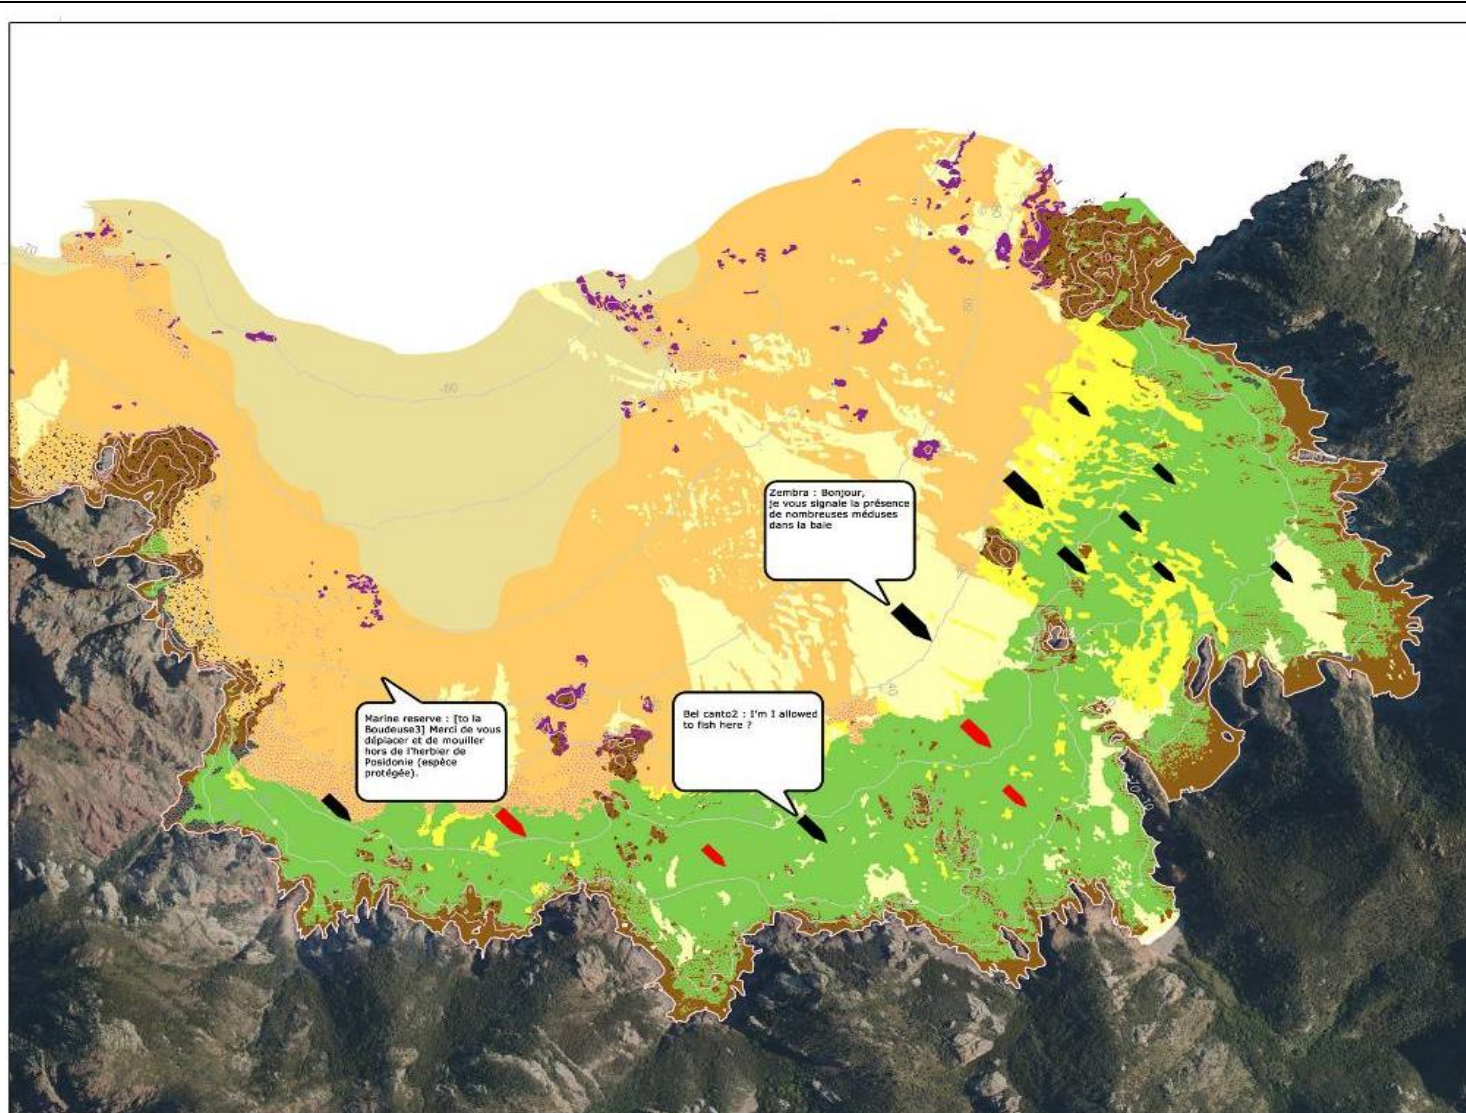 -70
-60
Zembra : Bonjour,
je vous signale la présence
de nombreuses méduses
dans la baie
Marine reserve : [to la
Boudeuse3] Merci de vous
déplacer et de mouiller
hors de l'herbier de
Posidonie (espèce
protégée).
Bel canto2 : I'm I allowed
to fish here ?